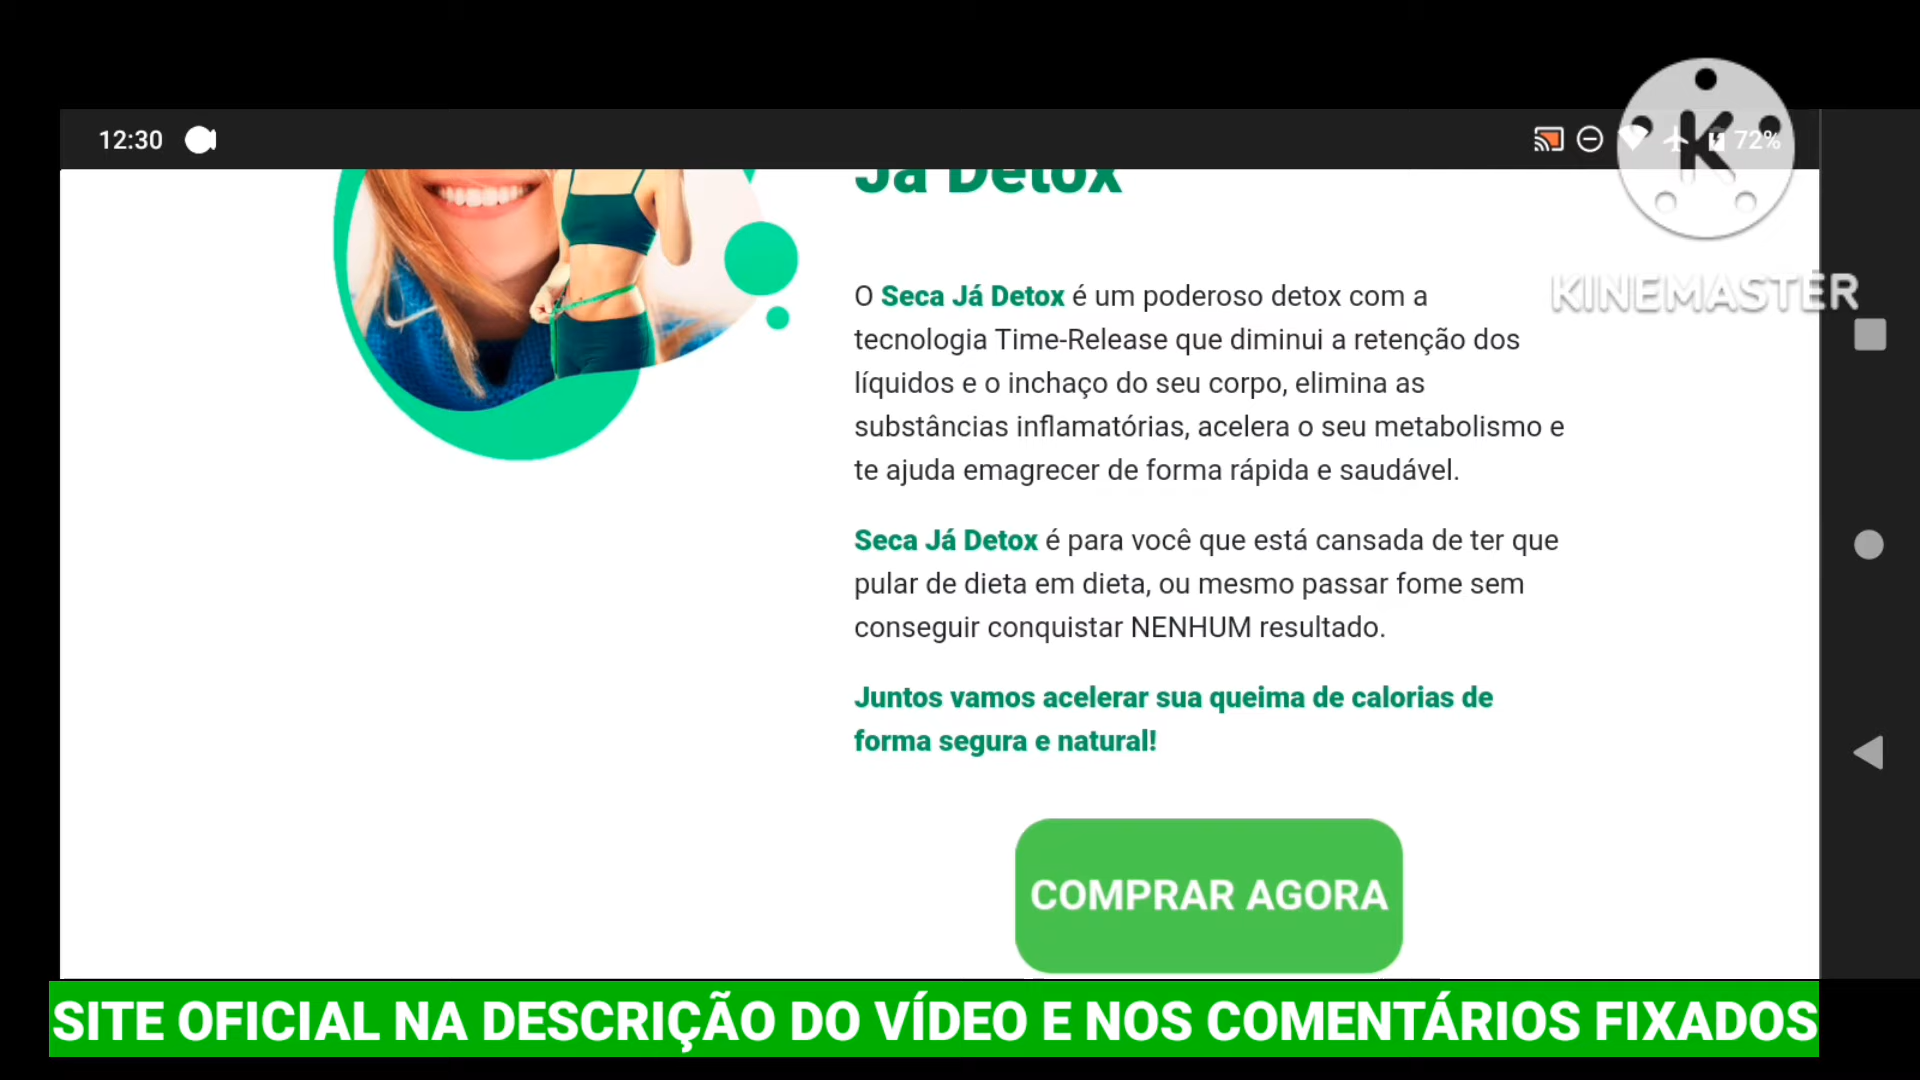 12:30
72%
KINEMASTER
Já Detox
O Seca Já Detox é um poderoso detox com a
tecnologia Time-Release que diminui a retenção dos
líquidos e o inchaço do seu corpo, elimina as
substâncias inflamatórias, acelera o seu metabolismo e
te ajuda emagrecer de forma rápida e saudável.
Seca Já Detox é para você que está cansada de ter que
pular de dieta em dieta, ou mesmo passar fome sem
conseguir conquistar NENHUM resultado.
Juntos vamos acelerar sua queima de calorias de
forma segura e natural!
COMPRAR AGORA
SITE OFICIAL NA DESCRIÇÃO DO VÍDEO E NOS COMENTÁRIOS FIXADOS